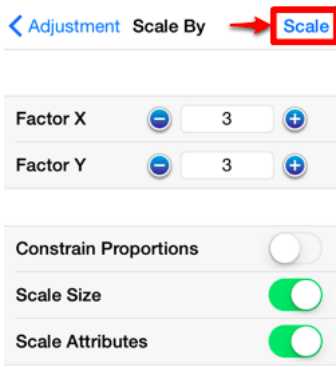 Adjustment Scale By Scale
Factor X 3
Factor Y 3
Constrain Proportions
Scale Size
Scale Attributes